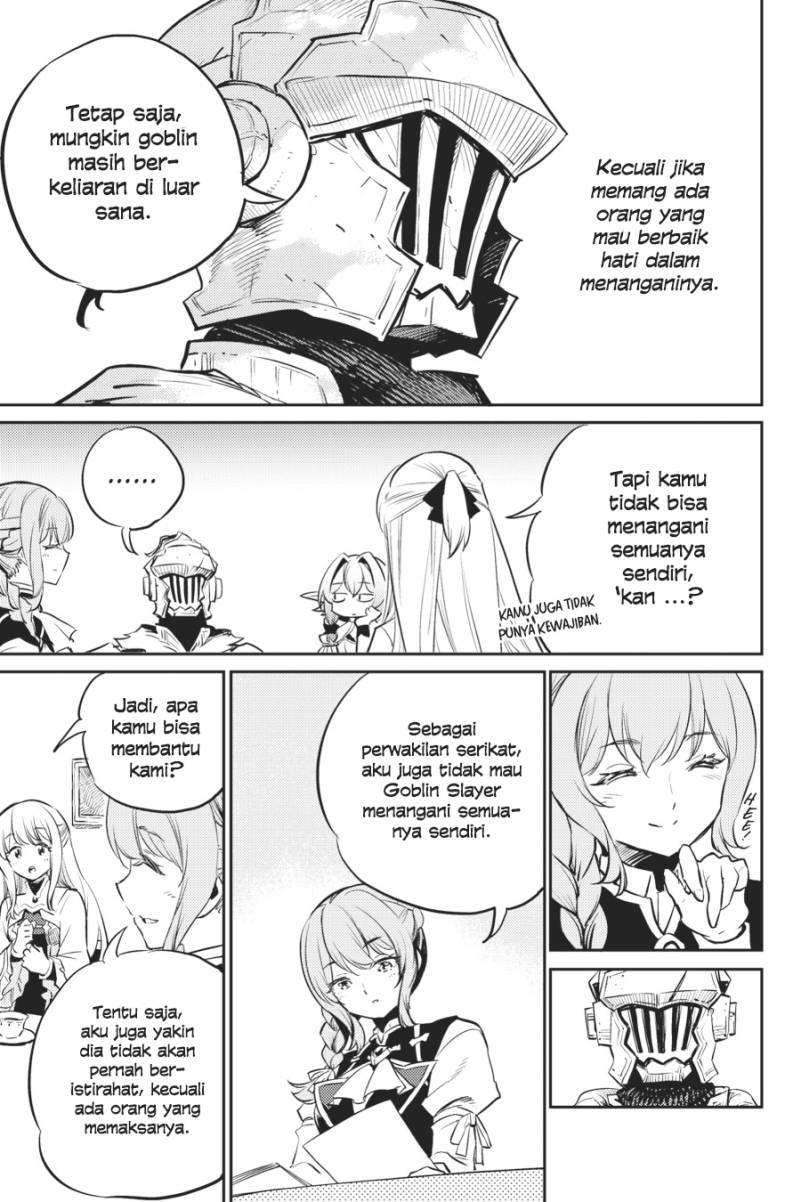 Kecuali jika
memang ada
orang yang
mau berbaik
hati dalam
menanganinya.
Tetap saja,
mungkin goblin
masih ber-
keliaran di luar
sana.
Tapi kamu
tidak bisa
menangani
semuanya
sendiri,
'kan ...?
KAMU JUGA TIDAK
PUNYA KEWAJIBAN.
......
HEE!
Sebagai
perwakilan serikat,
aku juga tidak mau
Goblin Slayer
menangani semua-
nya sendiri.
Jadi, apa
kamu bisa
membantu
kami?
Tentu saja,
aku juga yakin
dia tidak akan
pernah ber-
istirahat, kecuali
ada orang yang
memaksanya.